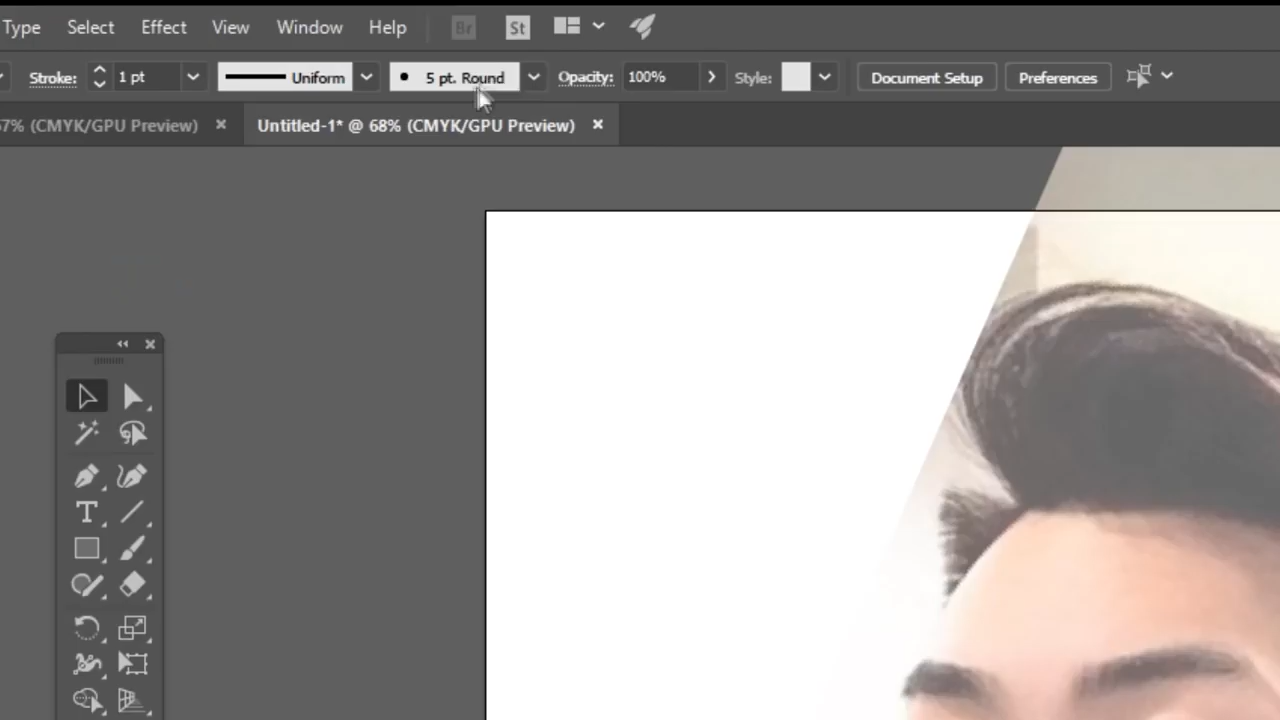 Type Select Effect View Window Help Br St
Stroke: 1 pt Uniform 5 pt. Round Opacity: 100% Style: Document Setup Preferences
7% (CMYK/GPU Preview) × Untitled-1* @ 68% (CMYK/GPU Preview) ×
T